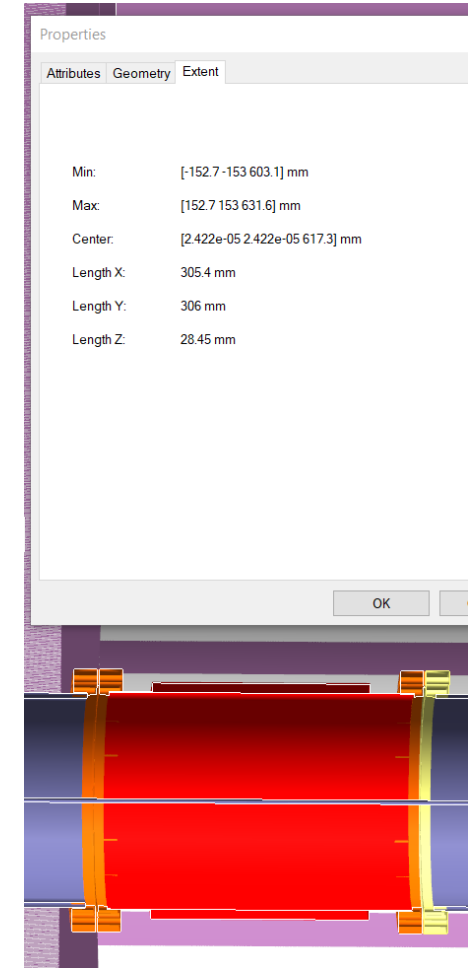 Properties
Attributes Geometry Extent
Min: [-152.7 -153 603.1] mm
Max: [152.7 153 631.6] mm
Center: [2.422e-05 2.422e-05 617.3] mm
Length X: 305.4 mm
Length Y: 306 mm
Length Z: 28.45 mm
OK